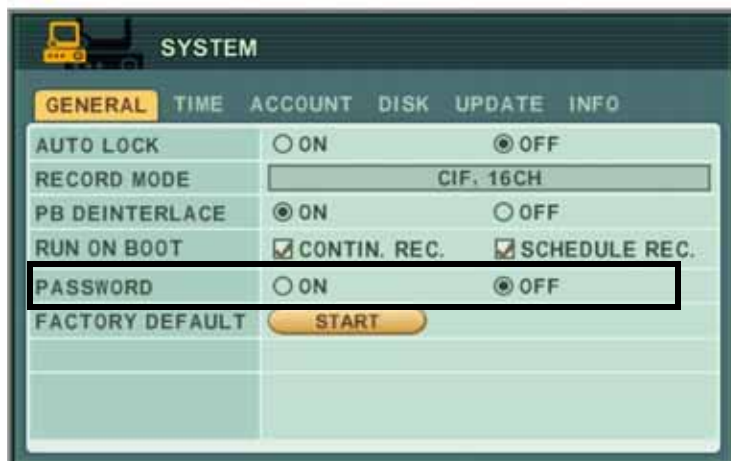 SYSTEM
GENERAL TIME ACCOUNT DISK UPDATE INFO
AUTO LOCK ON OFF
RECORD MODE CIF. 16CH
PB DEINTERLACE ON OFF
RUN ON BOOT CONTIN. REC. SCHEDULE REC.
PASSWORD ON OFF
FACTORY DEFAULT START